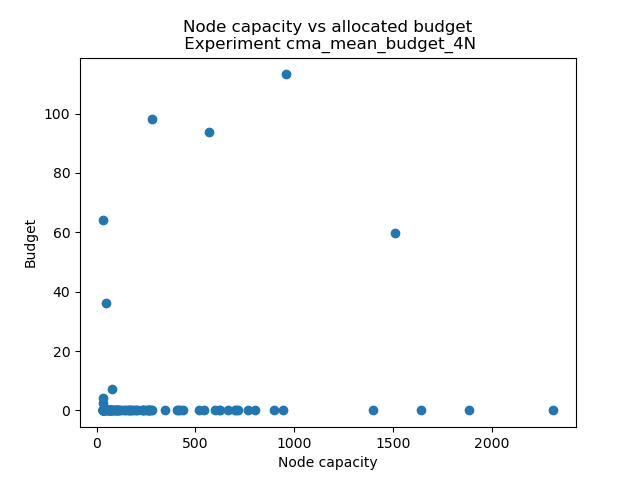 Node capacity vs allocated budget
Experiment cma_mean_budget_4N
Budget
100
80
60
40
20
0
0
500
1000
1500
2000
Node capacity